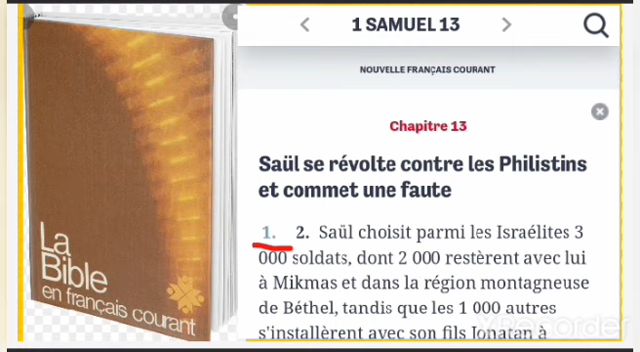 La
Bible
en français courant
1 SAMUEL 13
NOUVELLE FRANÇAIS COURANT
Chapitre 13
Saül se révolte contre les Philistins
et commet une faute
1. 2. Saül choisit parmi les Israélites 3
000 soldats, dont 2 000 restèrent avec lui
à Mikmas et dans la région montagneuse
de Béthel, tandis que les 1 000 autres
s'installèrent avec son fils Jonatan à